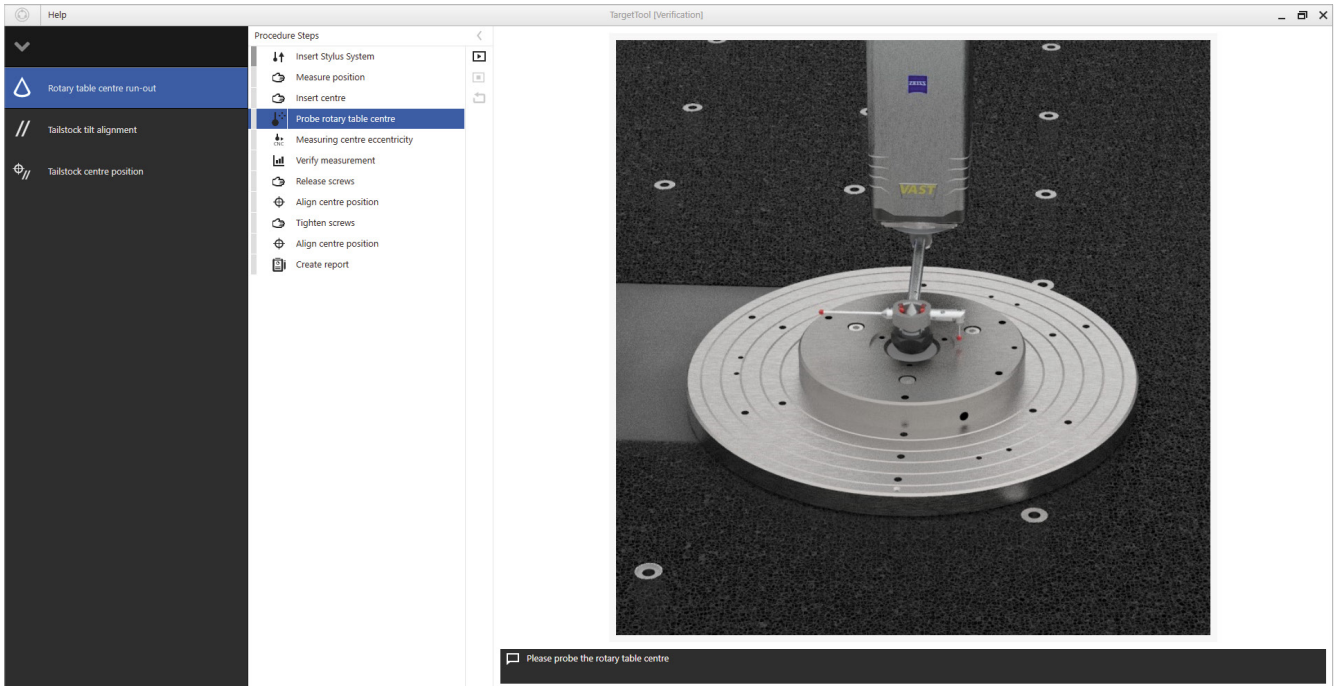 Help
TargetTool [Verification]
Procedure Steps
Insert Stylus System
Measure position
Insert centre
Probe rotary table centre
CNC
Measuring centre eccentricity
Verify measurement
Release screws
Align centre position
Tighten screws
Align centre position
Create report
Rotary table centre run-out
Tailstock tilt alignment
Tailstock centre position
ZEISS
VAST
Please probe the rotary table centre